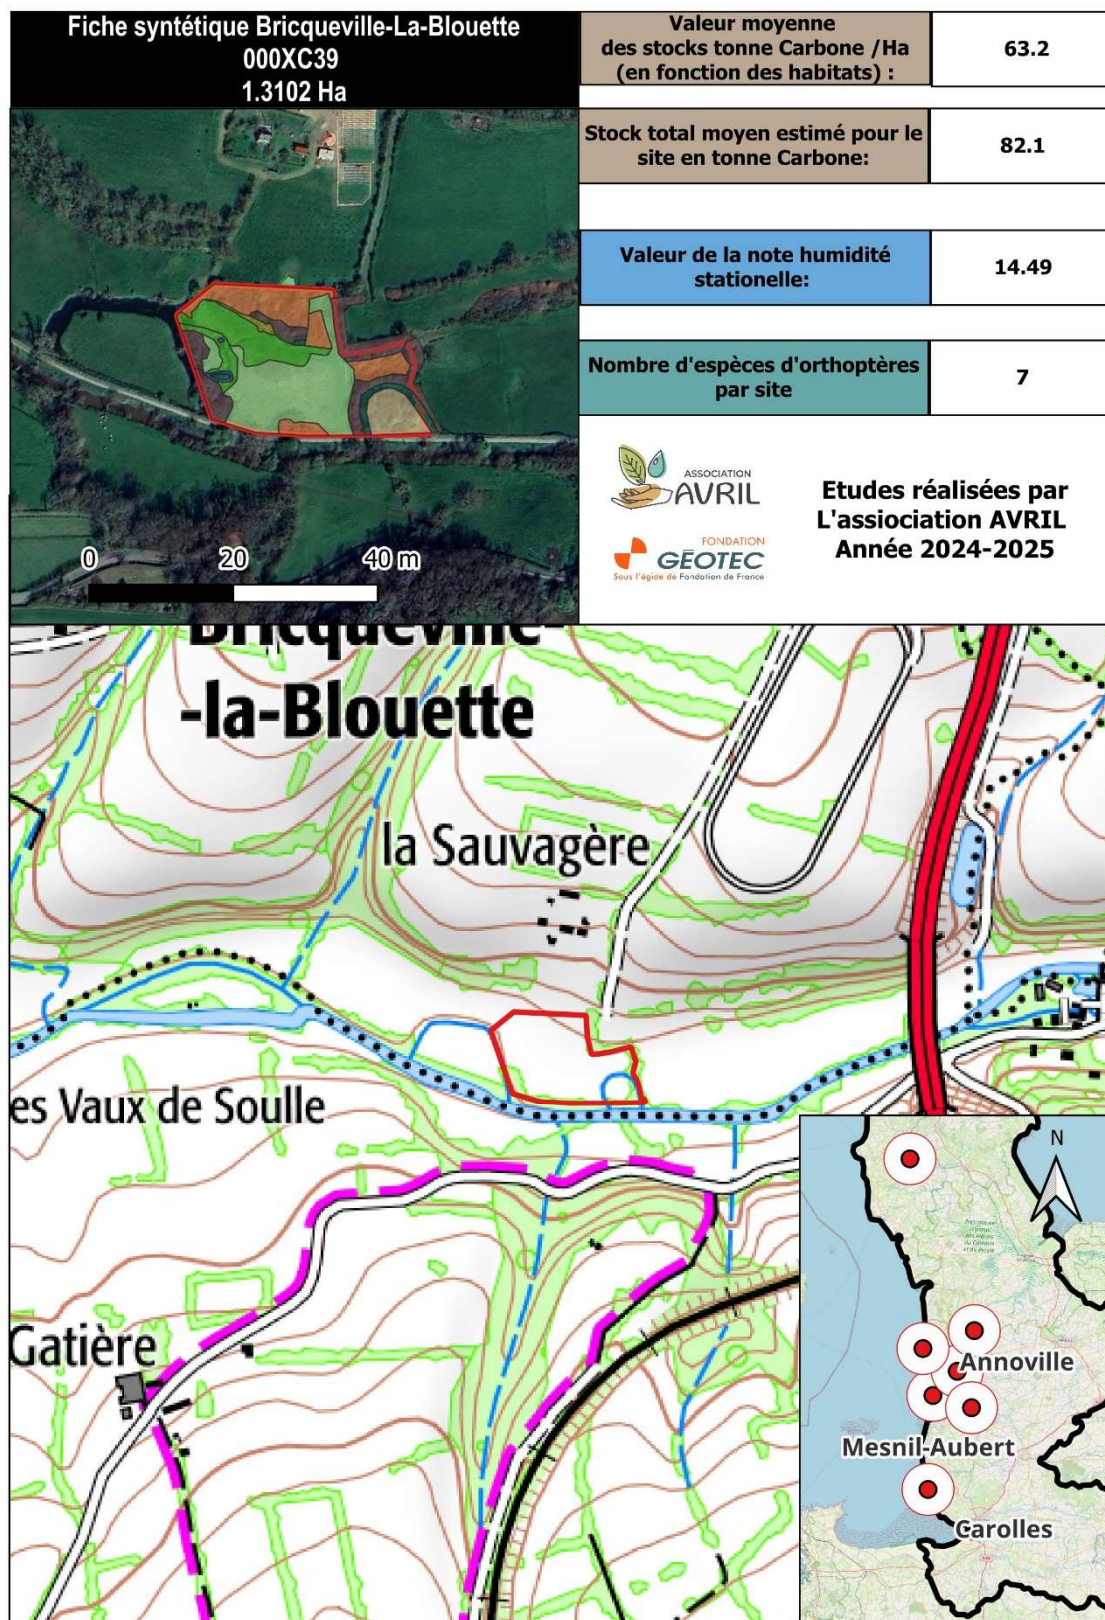 Fiche syntétique Bricqueville-La-Blouette
000XC39
1.3102 Ha
Valeur moyenne
des stocks tonne Carbone /Ha
(en fonction des habitats) :
63.2
Stock total moyen estimé pour le
site en tonne Carbone:
82.1
Valeur de la note humidité
stationelle:
14.49
Nombre d'espèces d'orthoptères
par site
7
0 20 40 m
ASSOCIATION
AVRIL
FONDATION
GÉOTEC
Sous l'égide de Fondation de France
Etudes réalisées par
L'assiociation AVRIL
Année 2024-2025
Bricqueville-
-la-Blouette
la Sauvagère
es Vaux de Soulle
Gatière
N
Annoville
Mesnil-Aubert
Carolles